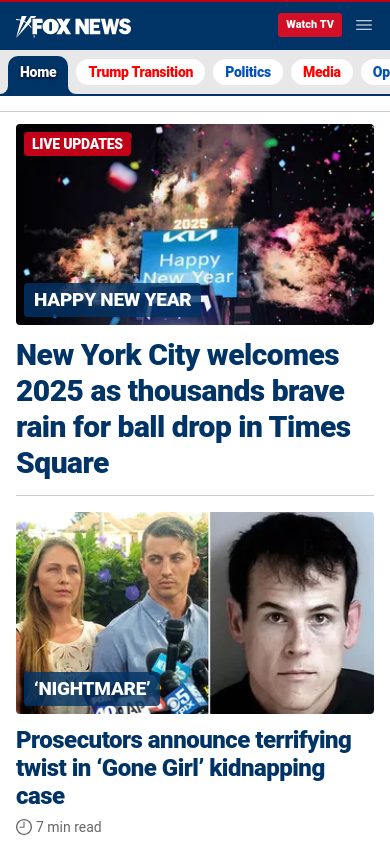 FOX NEWS
Watch TV
Home
Trump Transition
Politics
Media
Op
LIVE UPDATES
2025
KIA
Happy
New Year
HAPPY NEW YEAR
New York City welcomes
2025 as thousands brave
rain for ball drop in Times
Square
‘NIGHTMARE’
Prosecutors announce terrifying
twist in ‘Gone Girl’ kidnapping
case
7 min read